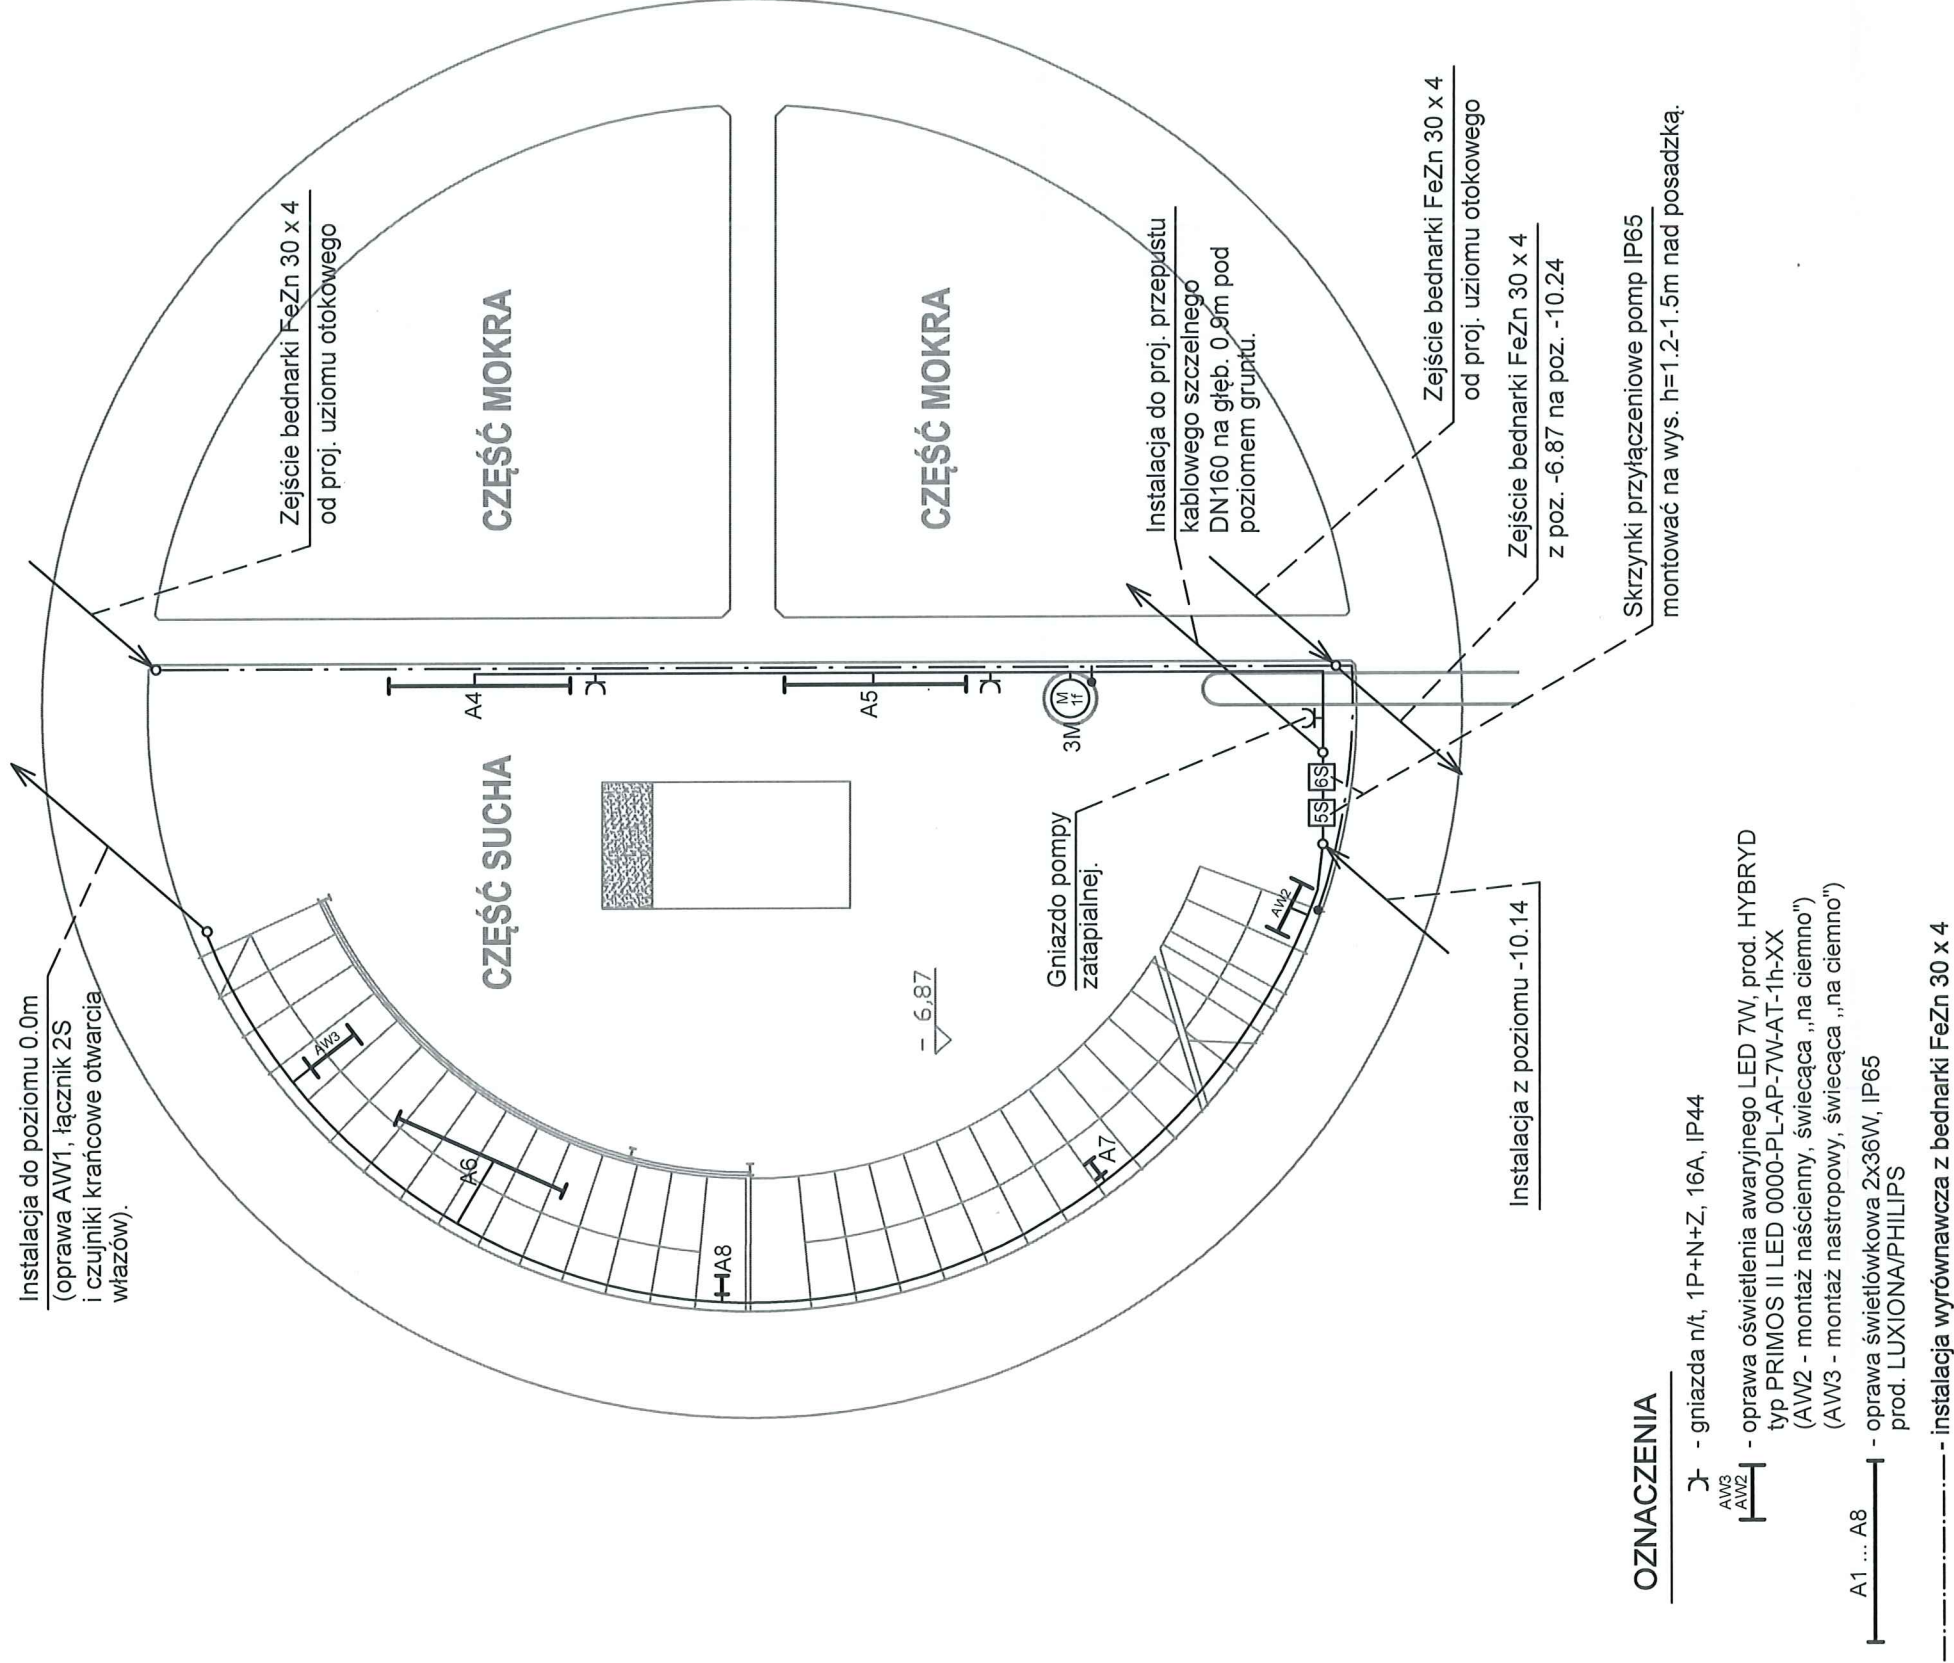 Instalacja do poziomu 0.0m
(oprawa AW1, łącznik 2S
i czujniki krańcowe otwarcia
włazów).
Zejście bednarki FeZn 30 x 4
od proj. uziomu otokowego
CZĘŚĆ MOKRA
CZĘŚĆ MOKRA
CZĘŚĆ SUCHA
A4
A5
M
1f
3M
Instalacja do proj. przepustu
kablowego szczelnego
DN160 na głęb. 0.9m pod
poziomem gruntu.
Zejście bednarki FeZn 30 x 4
od proj. uziomu otokowego
Zejście bednarki FeZn 30 x 4
z poz. -6.87 na poz. -10.24
Skrzynki przyłączeniowe pomp IP65
montować na wys. h=1.2-1.5m nad posadzką.
Gniazdo pompy
zatapialnej.
5S
6S
- 6,87
AW3
A6
A8
A7
AW2
Instalacja z poziomu -10.14
OZNACZENIA
- gniazda n/t, 1P+N+Z, 16A, IP44
AW3
AW2
- oprawa oświetlenia awaryjnego LED 7W, prod. HYBRYD
typ PRIMOS II LED 0000-PL-AP-7W-AT-1h-XX
(AW2 - montaż naścienny, świecąca ,,na ciemno")
(AW3 - montaż nastropowy, świecąca ,,na ciemno")
A1 ... A8
- oprawa świetlówkowa 2x36W, IP65
prod. LUXIONA/PHILIPS
- instalacja wyrównawcza z bednarki FeZn 30 x 4